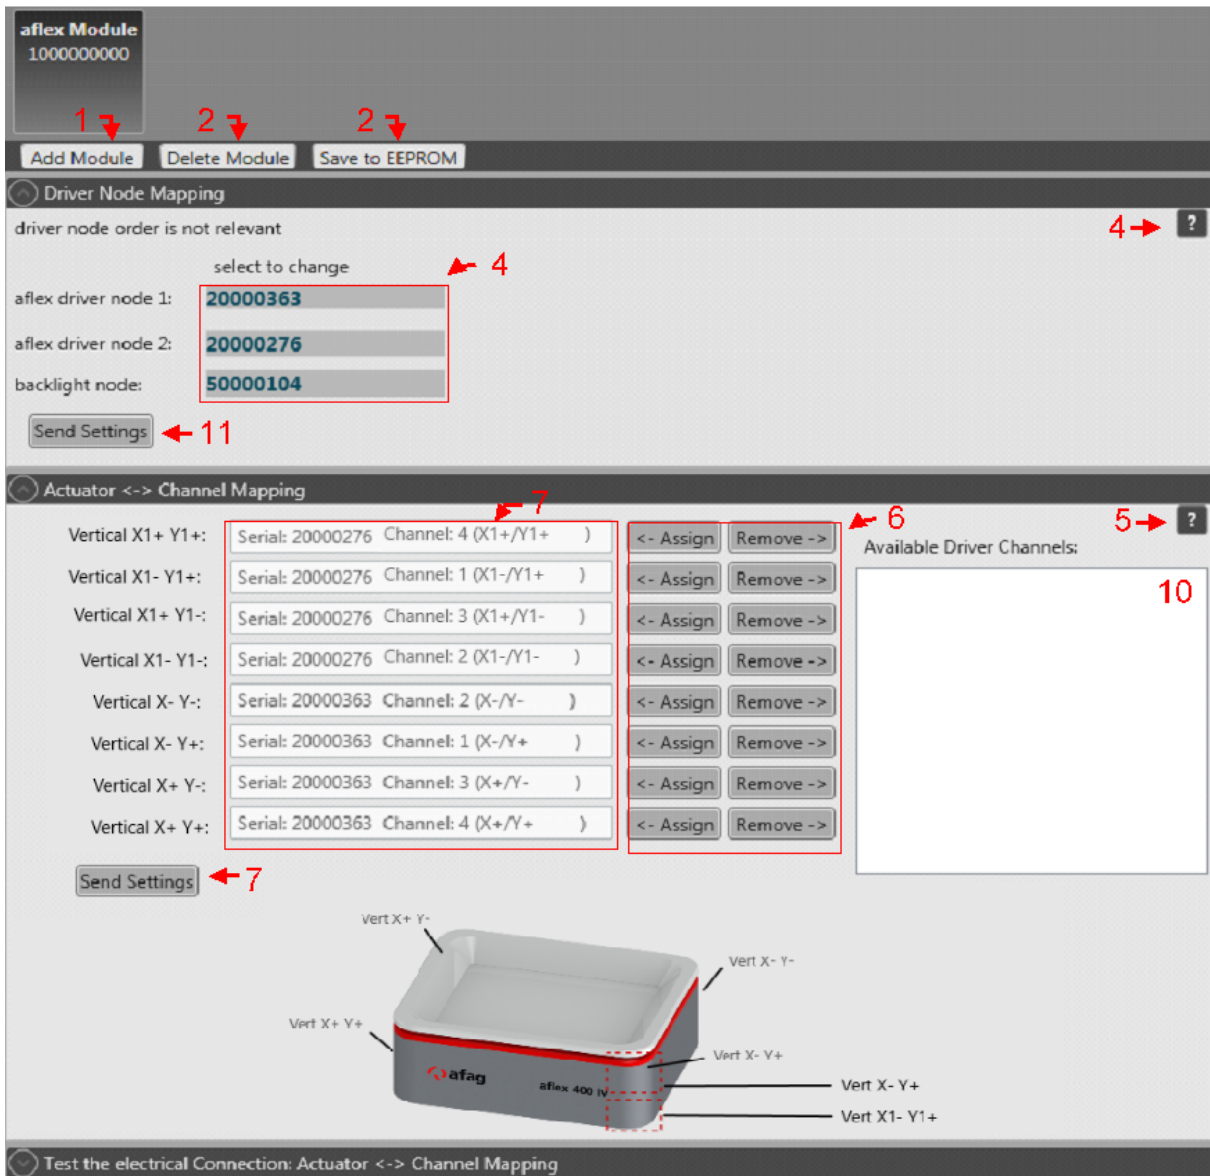 aflex Module
1000000000
1 2 2
Add Module Delete Module Save to EEPROM
Driver Node Mapping
driver node order is not relevant 4 ?
select to change 4
aflex driver node 1: 20000363
aflex driver node 2: 20000276
backlight node: 50000104
Send Settings 11
Actuator <-> Channel Mapping
7 6 5 ?
Vertical X1+ Y1+: Serial: 20000276 Channel: 4 (X1+/Y1+ ) <- Assign Remove -> Available Driver Channels:
Vertical X1- Y1+: Serial: 20000276 Channel: 1 (X1-/Y1+ ) <- Assign Remove -> 10
Vertical X1+ Y1-: Serial: 20000276 Channel: 3 (X1+/Y1- ) <- Assign Remove ->
Vertical X1- Y1-: Serial: 20000276 Channel: 2 (X1-/Y1- ) <- Assign Remove ->
Vertical X- Y-: Serial: 20000363 Channel: 2 (X-/Y- ) <- Assign Remove ->
Vertical X- Y+: Serial: 20000363 Channel: 1 (X-/Y+ ) <- Assign Remove ->
Vertical X+ Y-: Serial: 20000363 Channel: 3 (X+/Y- ) <- Assign Remove ->
Vertical X+ Y+: Serial: 20000363 Channel: 4 (X+/Y+ ) <- Assign Remove ->
Send Settings 7
Vert X+ Y-
Vert X- Y-
Vert X+ Y+
Vert X- Y+
afag aflex 400 IV
Vert X- Y+
Vert X1- Y1+
Test the electrical Connection: Actuator <-> Channel Mapping